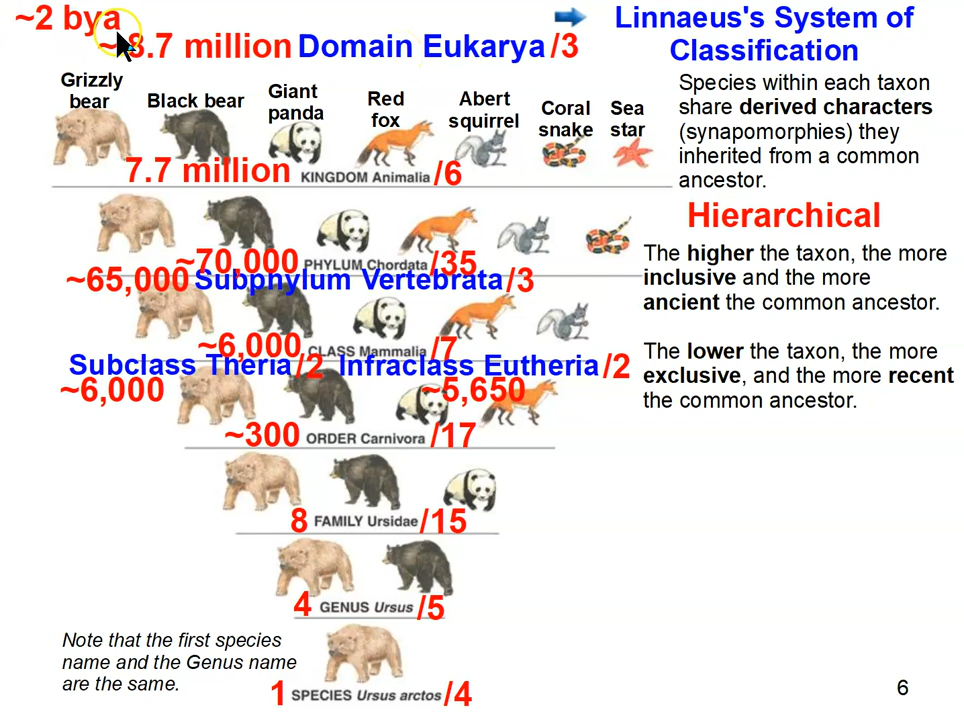 ~2 bya
~8.7 million Domain Eukarya /3
Linnaeus's System of
Classification
Grizzly
bear
Black bear
Giant
panda
Red
fox
Abert
squirrel
Coral
snake
Sea
star
Species within each taxon
share derived characters
(synapomorphies) they
inherited from a common
ancestor.
7.7 million KINGDOM Animalia /6
Hierarchical
The higher the taxon, the more
inclusive and the more
ancient the common ancestor.
~70,000 PHYLUM Chordata /35
~65,000 Subphylum Vertebrata /3
~6,000 CLASS Mammalia /7
Subclass Theria /2 Infraclass Eutheria /2
~6,000
~5,650
The lower the taxon, the more
exclusive, and the more recent
the common ancestor.
~300 ORDER Carnivora /17
8 FAMILY Ursidae /15
4 GENUS Ursus /5
Note that the first species
name and the Genus name
are the same.
1 SPECIES Ursus arctos /4
6